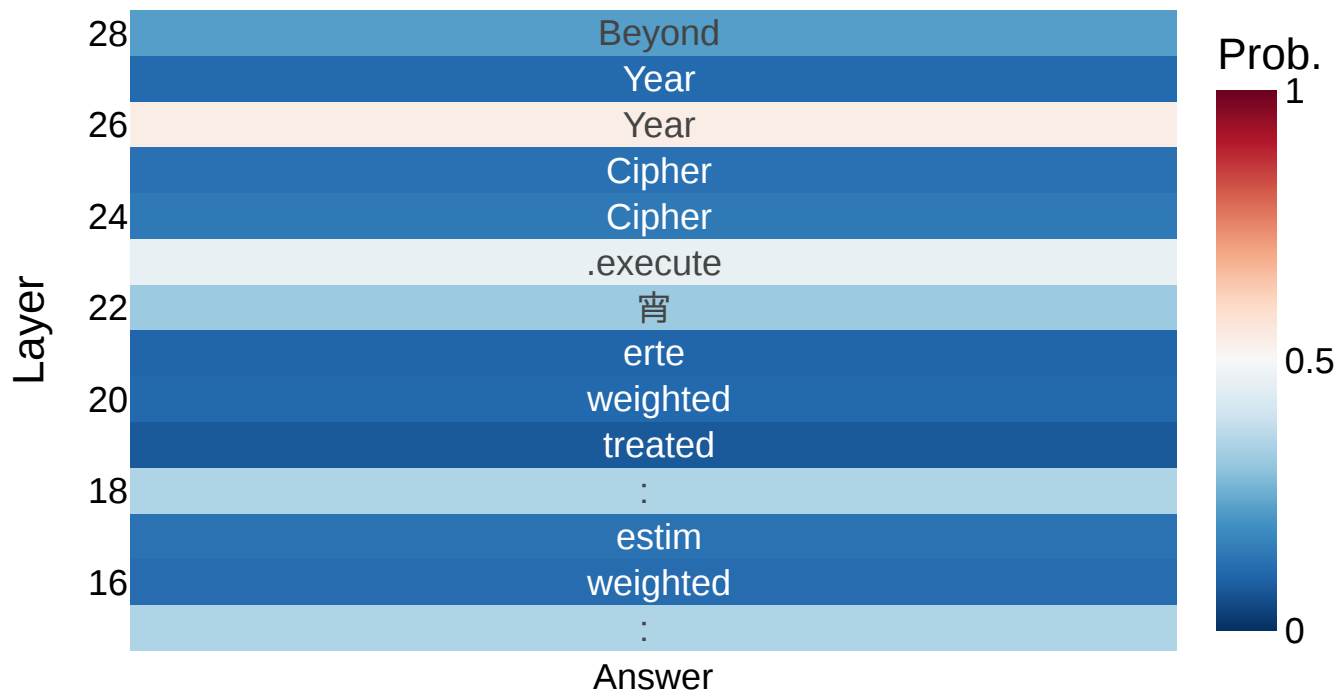 28 Beyond
Prob.
Year
1
26 Year
Cipher
24 Cipher
.execute
22 宵
erte
0.5
20 weighted
treated
18 :
estim
16 weighted
:
0
Layer
Answer